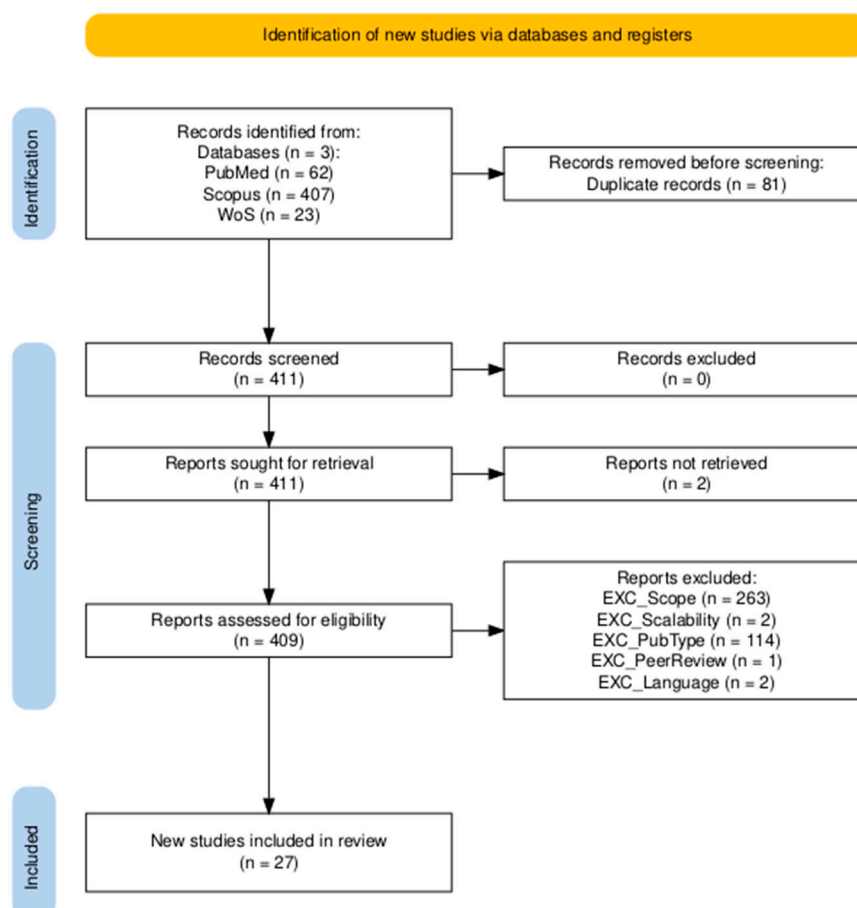 Identification of new studies via databases and registers
Identification
Records identified from:
Databases (n = 3):
PubMed (n = 62)
Scopus (n = 407)
WoS (n = 23)
Records removed before screening:
Duplicate records (n = 81)
Screening
Records screened
(n = 411)
Records excluded
(n = 0)
Reports sought for retrieval
(n = 411)
Reports not retrieved
(n = 2)
Reports assessed for eligibility
(n = 409)
Reports excluded:
EXC_Scope (n = 263)
EXC_Scalability (n = 2)
EXC_PubType (n = 114)
EXC_PeerReview (n = 1)
EXC_Language (n = 2)
Included
New studies included in review
(n = 27)